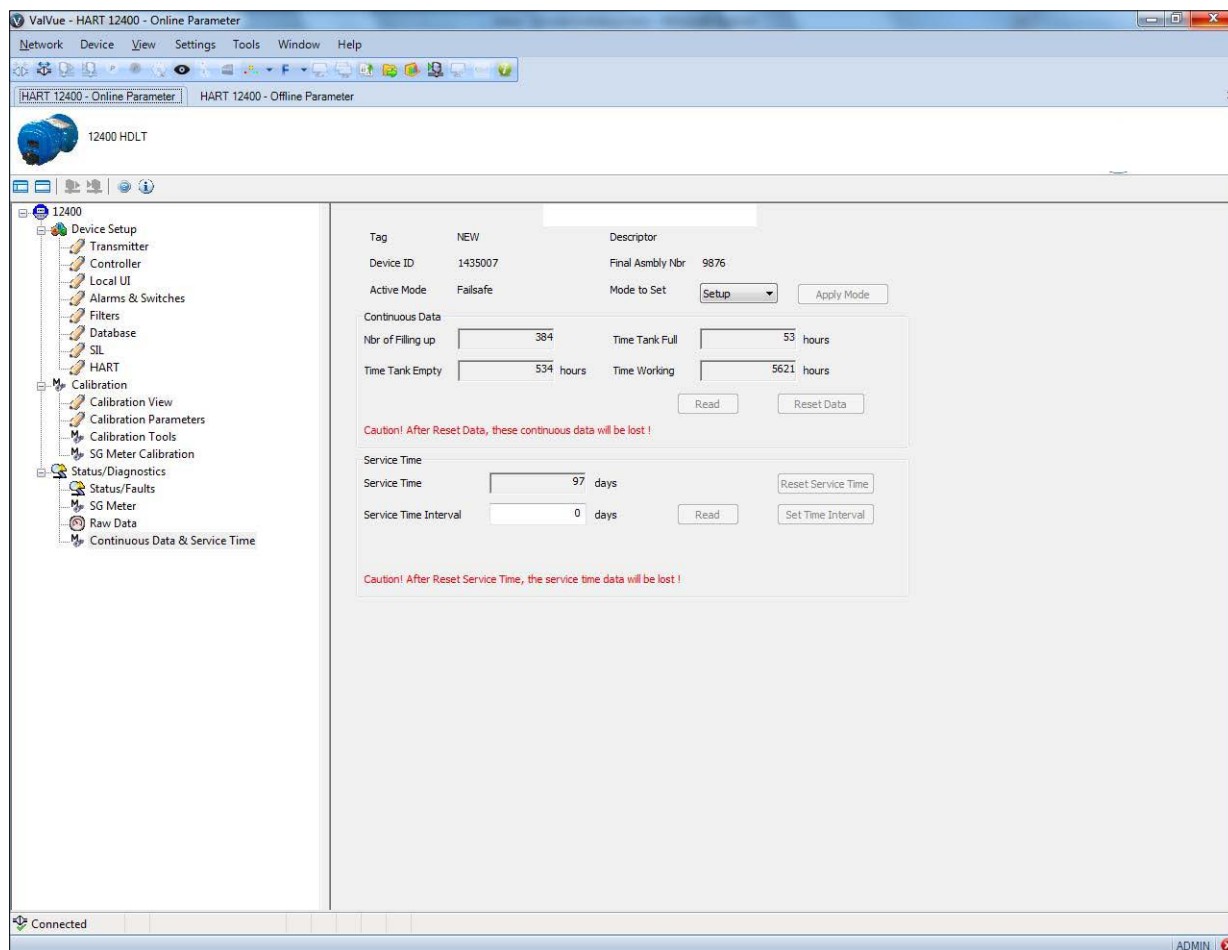 ValVue - HART 12400 - Online Parameter
Network Device View Settings Tools Window Help
F
HART 12400 - Online Parameter HART 12400 - Offline Parameter
12400 HDLT
12400
Device Setup
Transmitter
Controller
Local UI
Alarms & Switches
Filters
Database
SIL
HART
Calibration
Calibration View
Calibration Parameters
Calibration Tools
SG Meter Calibration
Status/Diagnostics
Status/Faults
SG Meter
Raw Data
Continuous Data & Service Time
Tag NEW Descriptor
Device ID 1435007 Final Asmbly Nbr 9876
Active Mode Failsafe Mode to Set Setup Apply Mode
Continuous Data
Nbr of Filling up 384 Time Tank Full 53 hours
Time Tank Empty 534 hours Time Working 5621 hours
Read Reset Data
Caution! After Reset Data, these continuous data will be lost !
Service Time
Service Time 97 days Reset Service Time
Service Time Interval 0 days Read Set Time Interval
Caution! After Reset Service Time, the service time data will be lost !
Connected
ADMIN